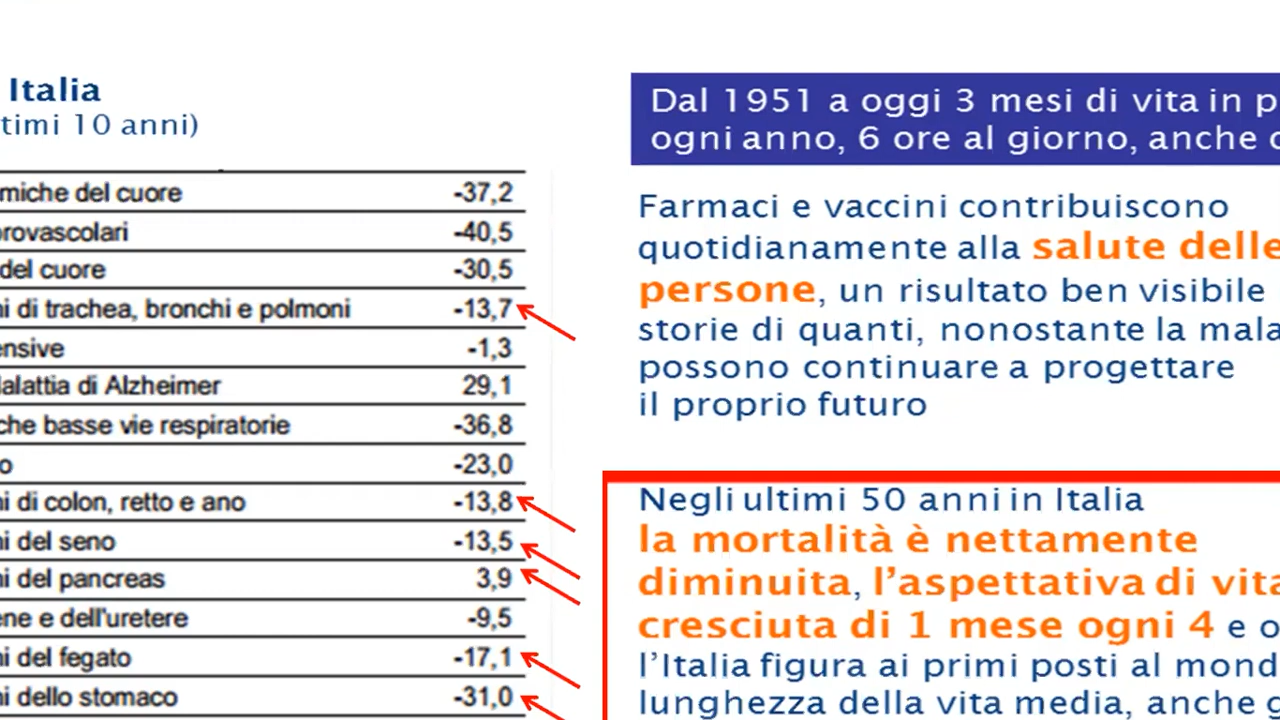 Italia
timi 10 anni)
miche del cuore -37,2
rovascolari -40,5
del cuore -30,5
ni di trachea, bronchi e polmoni -13,7
ensive -1,3
alattia di Alzheimer 29,1
che basse vie respiratorie -36,8
o -23,0
ni di colon, retto e ano -13,8
ni del seno -13,5
ni del pancreas 3,9
ene e dell'uretere -9,5
ni del fegato -17,1
ni dello stomaco -31,0
Dal 1951 a oggi 3 mesi di vita in p
ogni anno, 6 ore al giorno, anche
Farmaci e vaccini contribuiscono
quotidianamente alla salute delle
persone, un risultato ben visibile
storie di quanti, nonostante la mala
possono continuare a progettare
il proprio futuro
Negli ultimi 50 anni in Italia
la mortalità è nettamente
diminuita, l'aspettativa di vita
cresciuta di 1 mese ogni 4 e o
l'Italia figura ai primi posti al mond
lunghezza della vita media, anche g